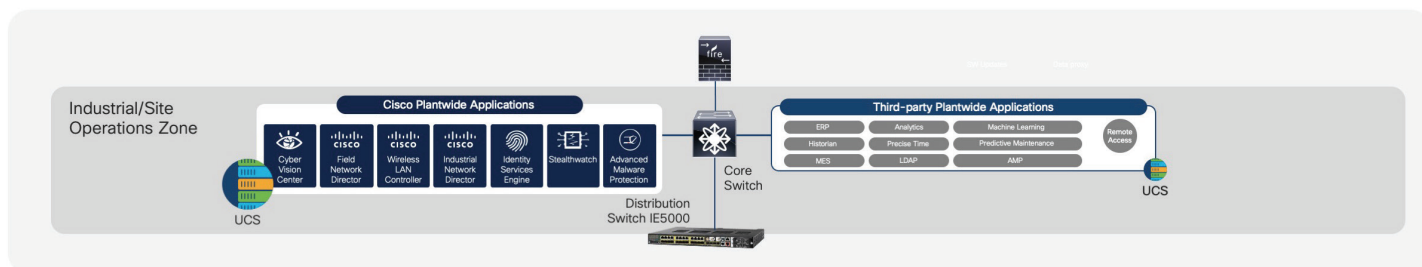 fire
Industrial/Site
Operations Zone
Cisco Plantwide Applications
Cyber
Vision
Center
CISCO
Field
Network
Director
CISCO
Wireless
LAN
Controller
CISCO
Industrial
Network
Director
Identity
Services
Engine
Stealthwatch
Advanced
Malware
Protection
UCS
Core
Switch
Distribution
Switch IE5000
Third-party Plantwide Applications
ERP
Analytics
Machine Learning
Historian
Precise Time
Predictive Maintenance
MES
LDAP
AMP
Remote
Access
UCS